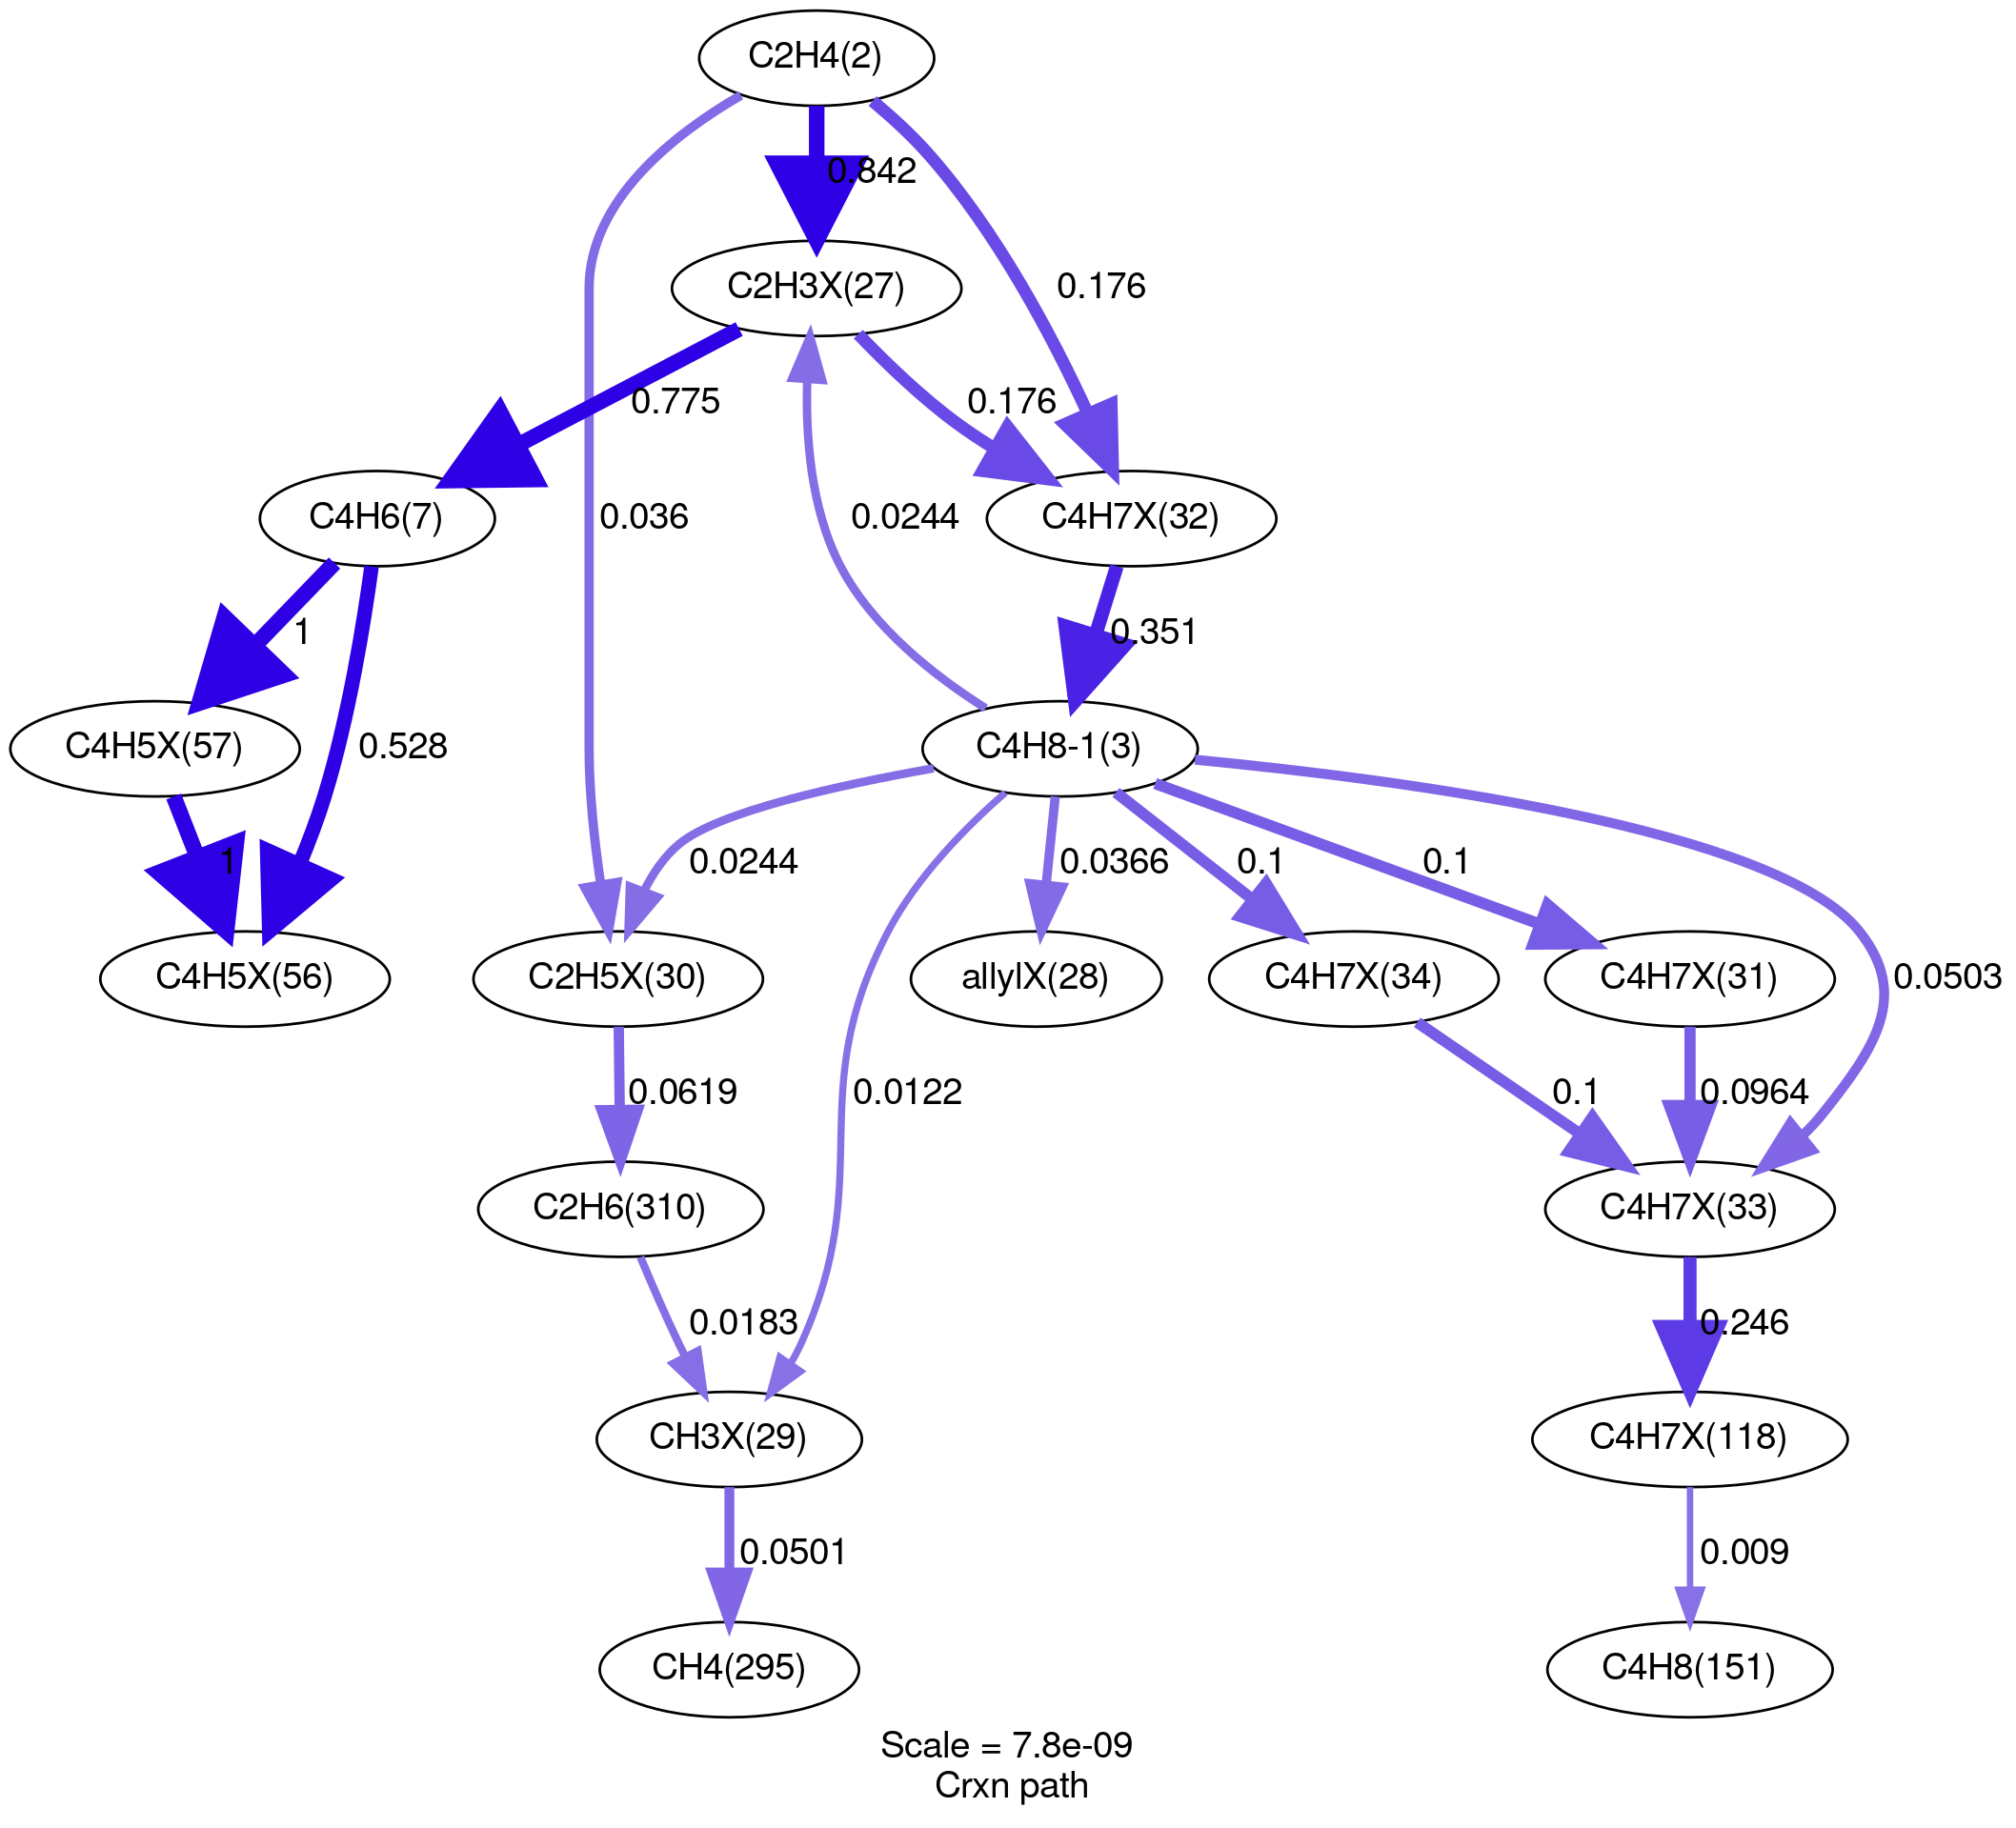 C2H4(2)
0.842
C2H3X(27)
0.176
0.775
0.176
C4H6(7)
0.036
0.0244
C4H7X(32)
1
0.351
C4H5X(57)
0.528
C4H8-1(3)
1
0.0244
0.0366
0.1
0.1
C4H5X(56)
C2H5X(30)
allylX(28)
C4H7X(34)
C4H7X(31)
0.0503
0.0619
0.0122
0.1
0.0964
C2H6(310)
C4H7X(33)
0.0183
0.246
CH3X(29)
C4H7X(118)
0.0501
0.009
CH4(295)
C4H8(151)
Scale = 7.8e-09
Crxn path